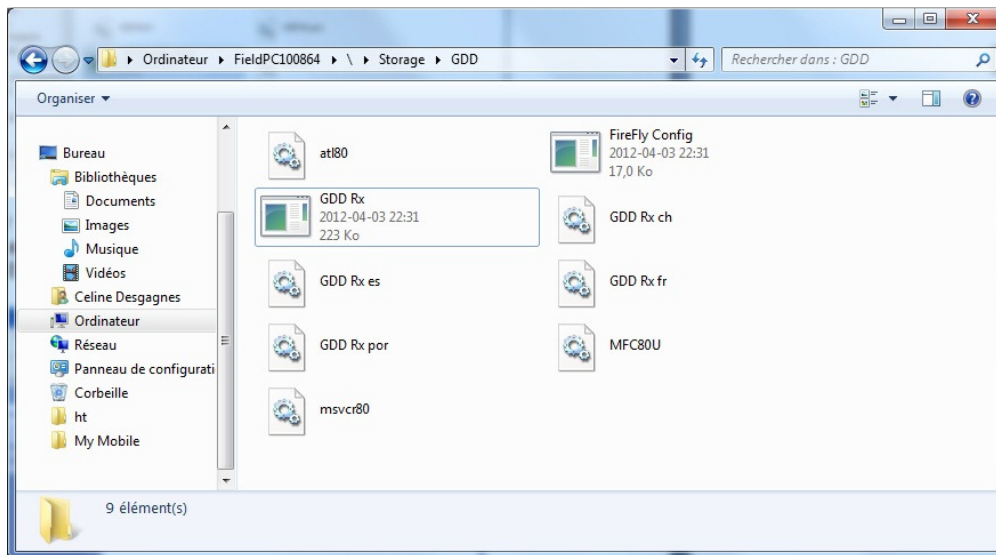 Ordinateur ▸ FieldPC100864 ▸ \ ▸ Storage ▸ GDD
Rechercher dans : GDD
Organiser
Bureau
Bibliothèques
Documents
Images
Musique
Vidéos
Celine Desgagnes
Ordinateur
Réseau
Panneau de configurati
Corbeille
ht
My Mobile
atl80
FireFly Config
2012-04-03 22:31
17,0 Ko
GDD Rx
2012-04-03 22:31
223 Ko
GDD Rx ch
GDD Rx es
GDD Rx fr
GDD Rx por
MFC80U
msvcr80
9 élément(s)